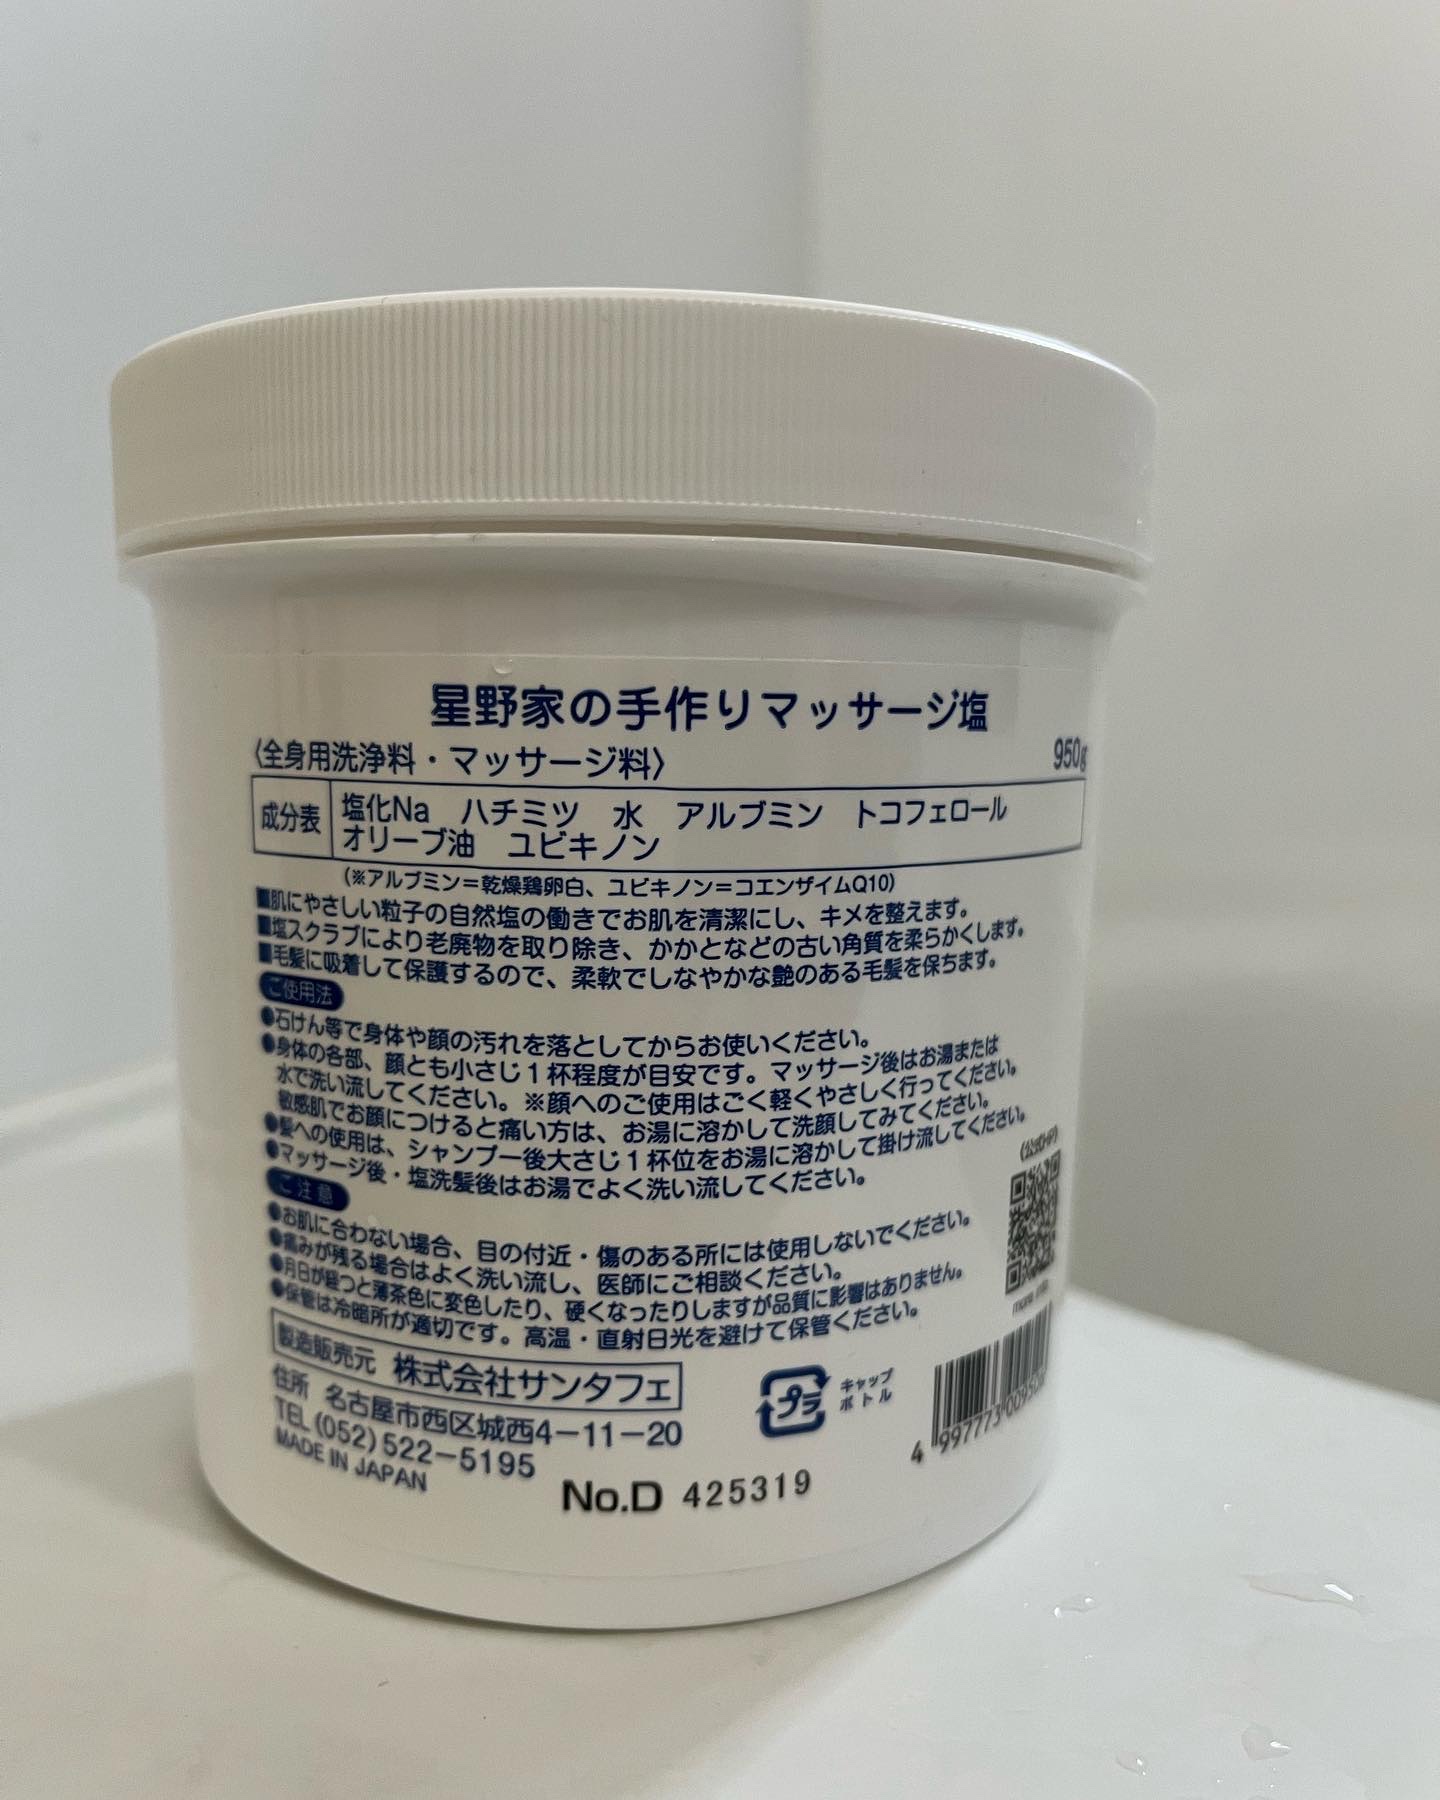 星野家の手作りマッサージ塩
〈全身用洗浄料・マッサージ料〉 950g
成分表 塩化Na ハチミツ 水 アルブミン トコフェロール
オリーブ油 ユビキノン
(※アルブミン＝乾燥鶏卵白、ユビキノン＝コエンザイムQ10)
■肌にやさしい粒子の自然塩の働きでお肌を清潔にし、キメを整えます。
■塩スクラブにより老廃物を取り除き、かかとなどの古い角質を柔らかくします。
■毛髪に吸着して保護するので、柔軟でしなやかな艶のある毛髪を保ちます。
ご使用法
●石けん等で身体や顔の汚れを落としてからお使いください。
●身体の各部、顔とも小さじ1杯程度が目安です。マッサージ後はお湯または
水で洗い流してください。※顔へのご使用はごく軽くやさしく行ってください。
敏感肌でお顔につけると痛い方は、お湯に溶かして洗顔してみてください。
●髪への使用は、シャンプー後大さじ1杯位をお湯に溶かして掛け流してください。
●マッサージ後・塩洗髪後はお湯でよく洗い流してください。
(公式HP)
ご注意
●お肌に合わない場合、目の付近・傷のある所には使用しないでください。
●痛みが残る場合はよく洗い流し、医師にご相談ください。
●月日が経つと薄茶色に変色したり、硬くなったりしますが品質に影響はありません。
●保管は冷暗所が適切です。高温・直射日光を避けて保管ください。
製造販売元 株式会社サンタフェ
住所 名古屋市西区城西4－11－20
TEL(052)522－5195
MADE IN JAPAN
プラ
キャップ
ボトル
No.D 425319